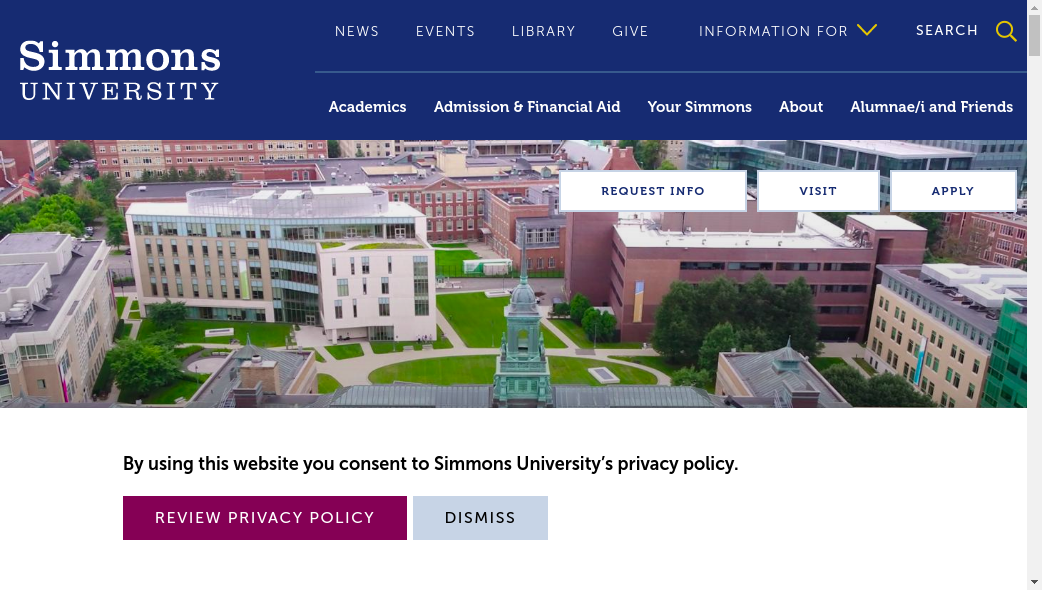 NEWS EVENTS LIBRARY GIVE INFORMATION FOR SEARCH
Simmons
UNIVERSITY
Academics Admission & Financial Aid Your Simmons About Alumnae/i and Friends
REQUEST INFO VISIT APPLY
By using this website you consent to Simmons University’s privacy policy.
REVIEW PRIVACY POLICY DISMISS